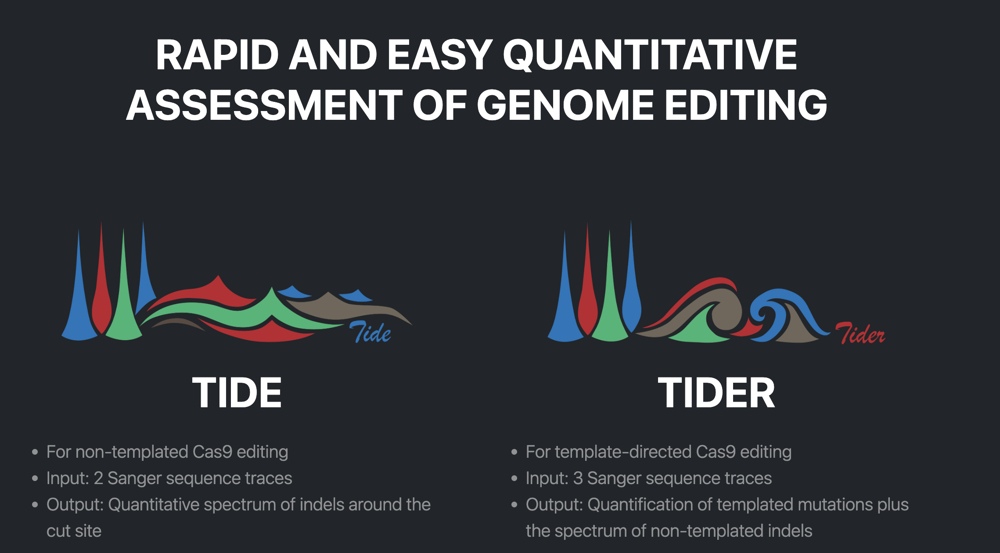 RAPID AND EASY QUANTITATIVE
ASSESSMENT OF GENOME EDITING
Tide
TIDE
• For non-templated Cas9 editing
• Input: 2 Sanger sequence traces
• Output: Quantitative spectrum of indels around the
cut site
Tider
TIDER
• For template-directed Cas9 editing
• Input: 3 Sanger sequence traces
• Output: Quantification of templated mutations plus
the spectrum of non-templated indels